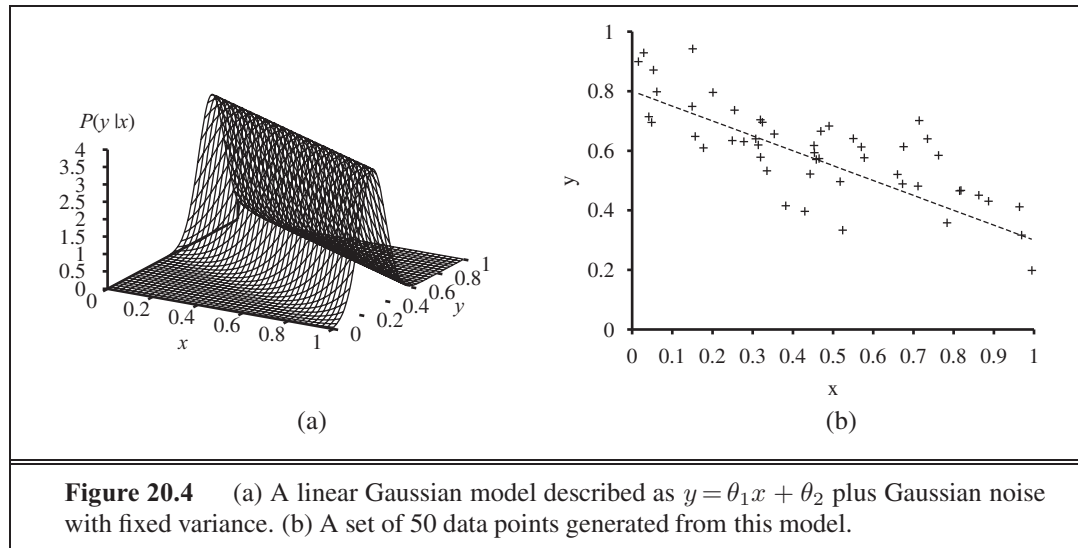 P(y |x)
4
3.5
3
2.5
2
1.5
1
0.5
0
0 0.2 0.4 0.6 0.8 1
x
0 0.2 0.4 0.6 0.8 1
y
(a)
1
0.8
0.6
0.4
0.2
0
y
0 0.1 0.2 0.3 0.4 0.5 0.6 0.7 0.8 0.9 1
x
(b)
Figure 20.4 (a) A linear Gaussian model described as y = θ₁x + θ₂ plus Gaussian noise
with fixed variance. (b) A set of 50 data points generated from this model.